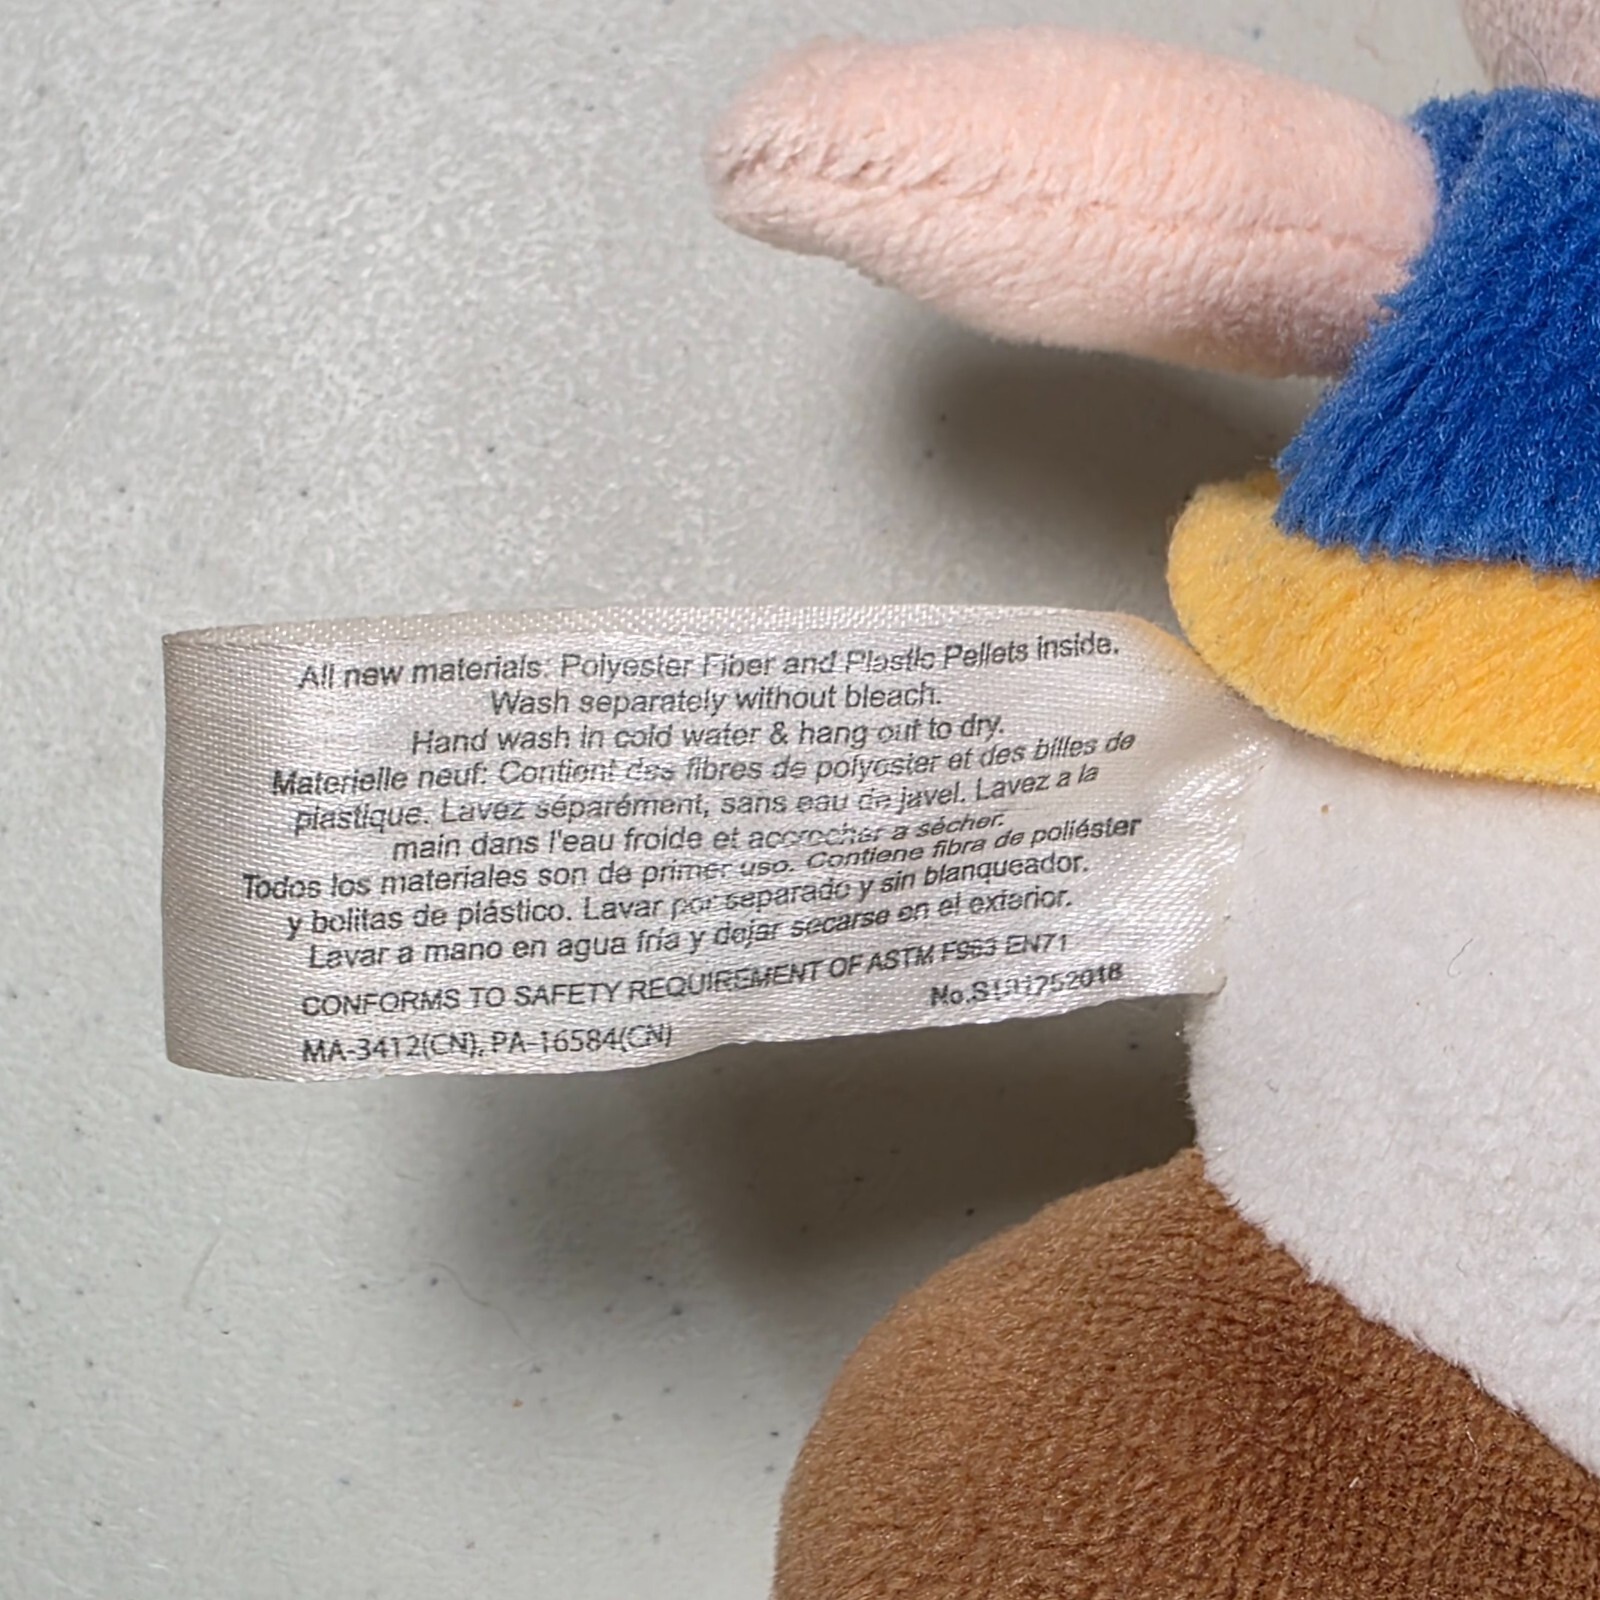 All new materials: Polyester Fiber and Plastic Pellets inside.
Wash separately without bleach.
Hand wash in cold water & hang out to dry.
Materielle neuf: Contient des fibres de polyester et des billes de
plastique. Lavez séparément, sans eau de javel. Lavez a la
main dans l'eau froide et accrocher a sécher.
Todos los materiales son de primer uso. Contiene fibra de poliéster
y bolitas de plástico. Lavar por separado y sin blanqueador.
Lavar a mano en agua fría y dejar secarse en el exterior.
CONFORMS TO SAFETY REQUIREMENT OF ASTM F963 EN71
No.
MA-3412(CN), PA-16584(CN)